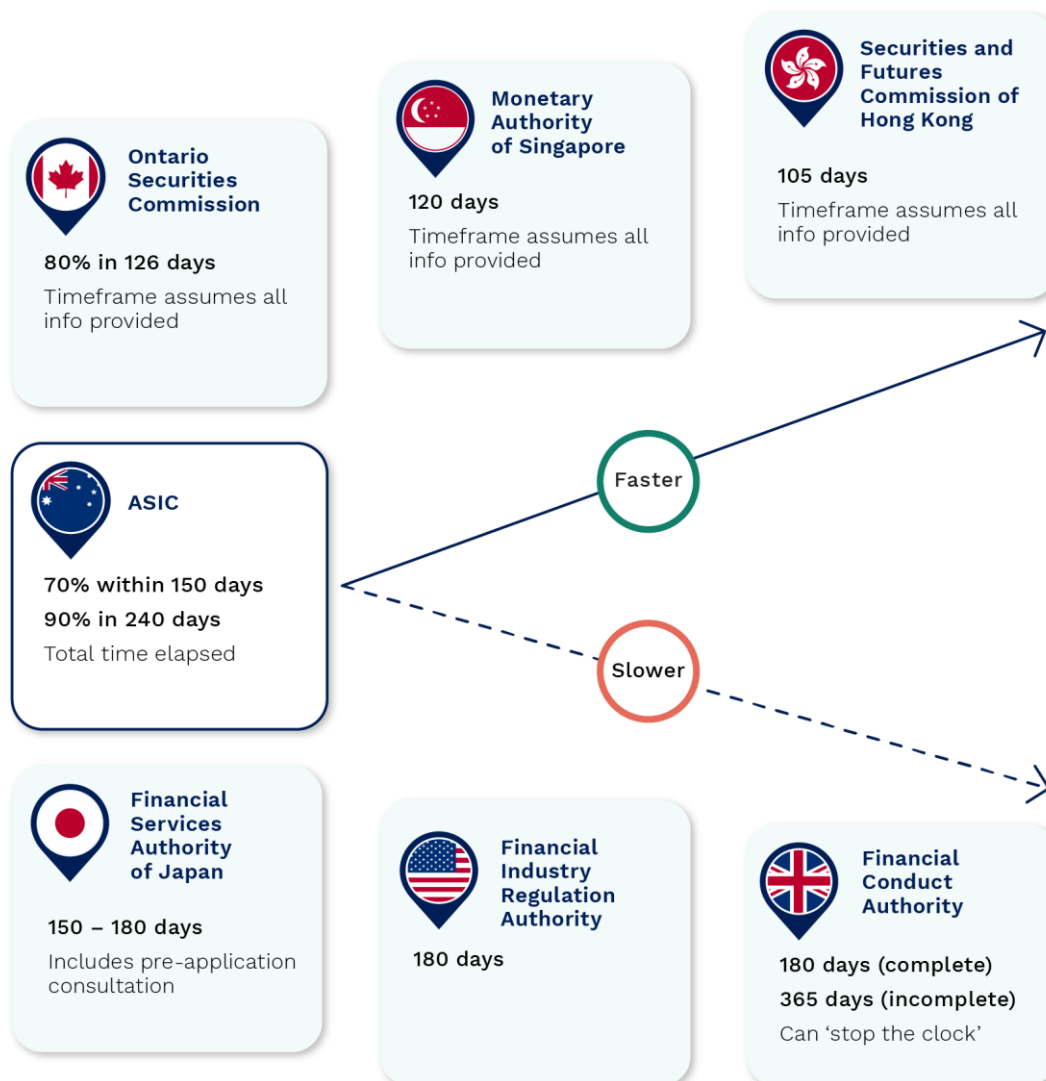 Ontario
Securities
Commission
80% in 126 days
Timeframe assumes all
info provided
Monetary
Authority
of Singapore
120 days
Timeframe assumes all
info provided
Securities and
Futures
Commission of
Hong Kong
105 days
Timeframe assumes all
info provided
ASIC
70% within 150 days
90% in 240 days
Total time elapsed
Faster
Slower
Financial
Services
Authority
of Japan
150 – 180 days
Includes pre-application
consultation
Financial
Industry
Regulation
Authority
180 days
Financial
Conduct
Authority
180 days (complete)
365 days (incomplete)
Can ‘stop the clock’